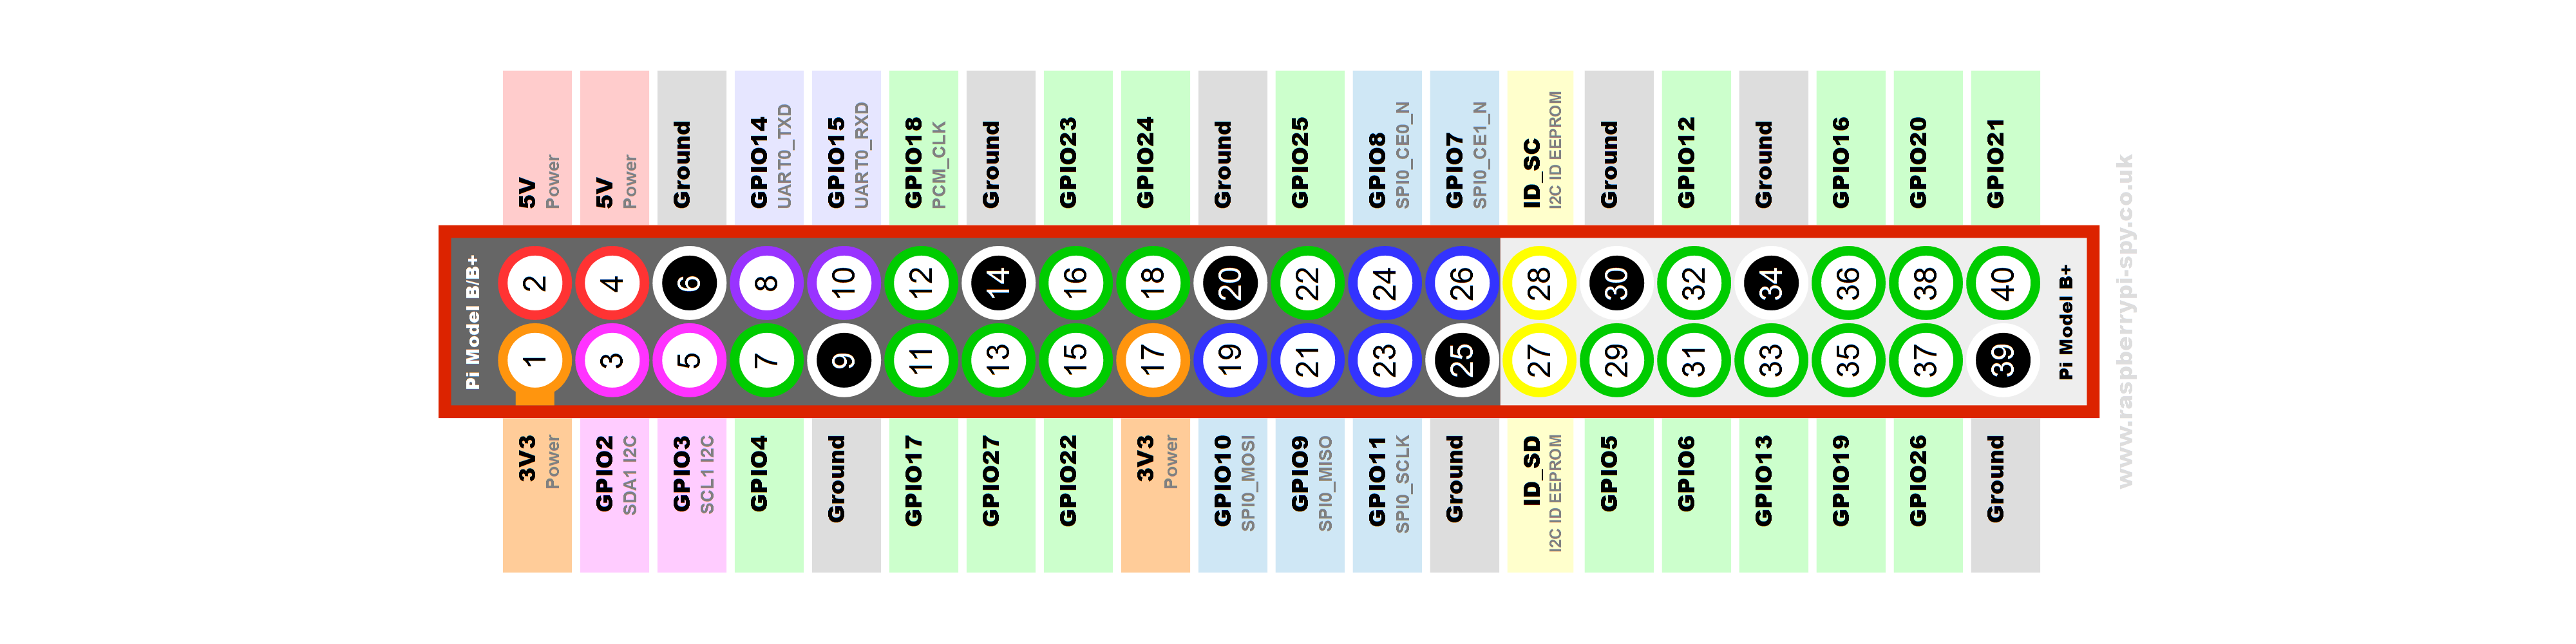 5V
Power
5V
Power
Ground
GPIO14
UART0_TXD
GPIO15
UART0_RXD
GPIO18
PCM_CLK
Ground
GPIO23
GPIO24
Ground
GPIO25
GPIO8
SPI0_CE0_N
GPIO7
SPI0_CE1_N
ID_SC
I2C ID EEPROM
Ground
GPIO12
Ground
GPIO16
GPIO20
GPIO21
Pi Model B/B+
2 4 6 8 10 12 14 16 18 20 22 24 26 28 30 32 34 36 38 40
1 3 5 7 9 11 13 15 17 19 21 23 25 27 29 31 33 35 37 39
Pi Model B+
3V3
Power
GPIO2
SDA1 I2C
GPIO3
SCL1 I2C
GPIO4
Ground
GPIO17
GPIO27
GPIO22
3V3
Power
GPIO10
SPI0_MOSI
GPIO9
SPI0_MISO
GPIO11
SPI0_SCLK
Ground
ID_SD
I2C ID EEPROM
GPIO5
GPIO6
GPIO13
GPIO19
GPIO26
Ground
www.raspberrypi-spy.co.uk